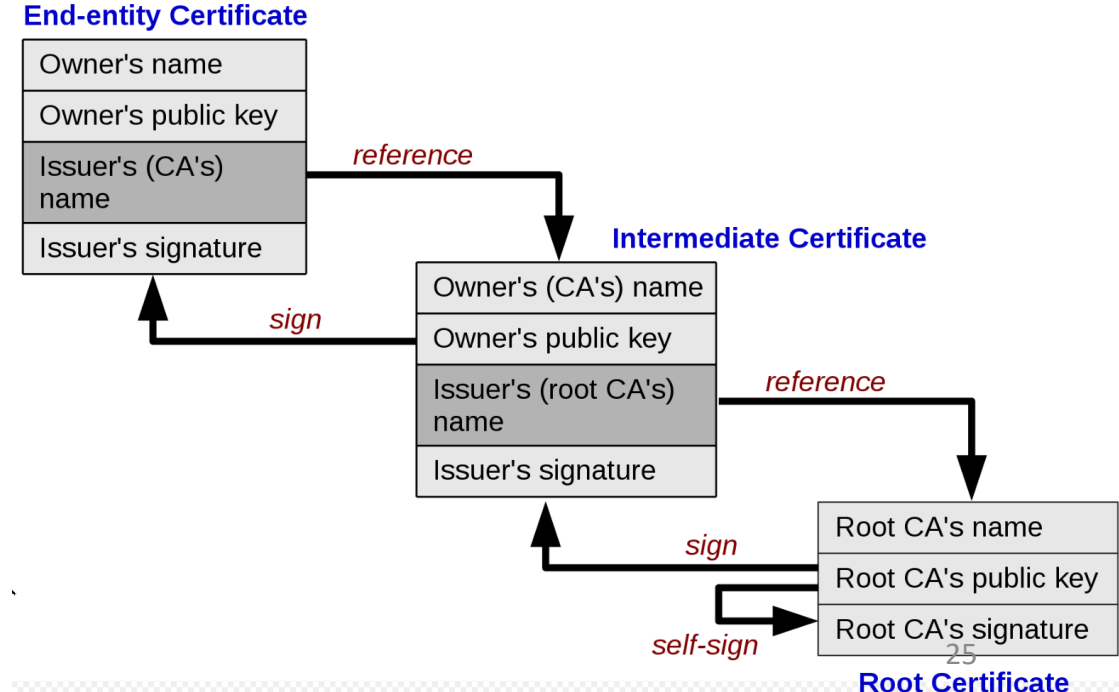 End-entity Certificate
Owner's name
Owner's public key
Issuer's (CA's)
name
Issuer's signature
reference
sign
Intermediate Certificate
Owner's (CA's) name
Owner's public key
Issuer's (root CA's)
name
Issuer's signature
reference
sign
self-sign
Root CA's name
Root CA's public key
Root CA's signature
25
Root Certificate